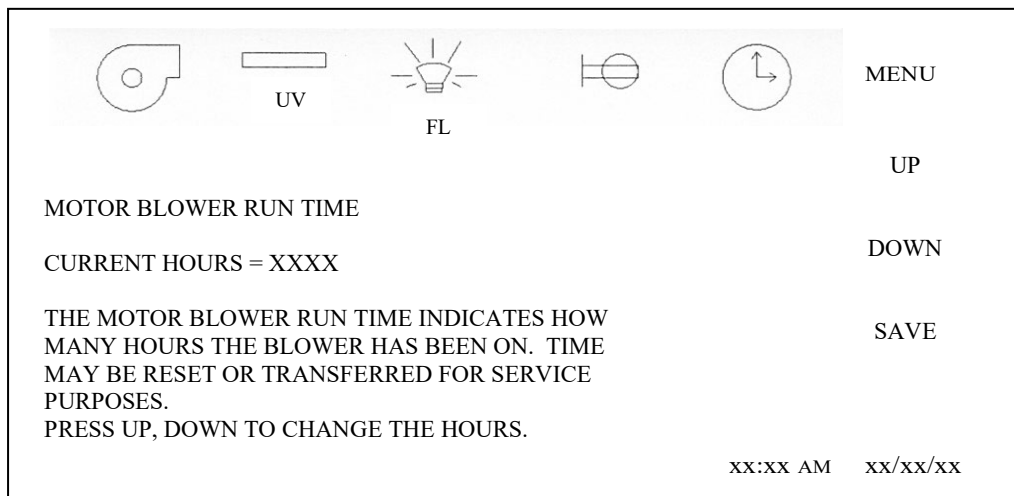 MENU
UV
FL
UP
MOTOR BLOWER RUN TIME
DOWN
CURRENT HOURS = XXXX
THE MOTOR BLOWER RUN TIME INDICATES HOW
SAVE
MANY HOURS THE BLOWER HAS BEEN ON.  TIME
MAY BE RESET OR TRANSFERRED FOR SERVICE
PURPOSES.
PRESS UP, DOWN TO CHANGE THE HOURS.
xx:xx AM xx/xx/xx